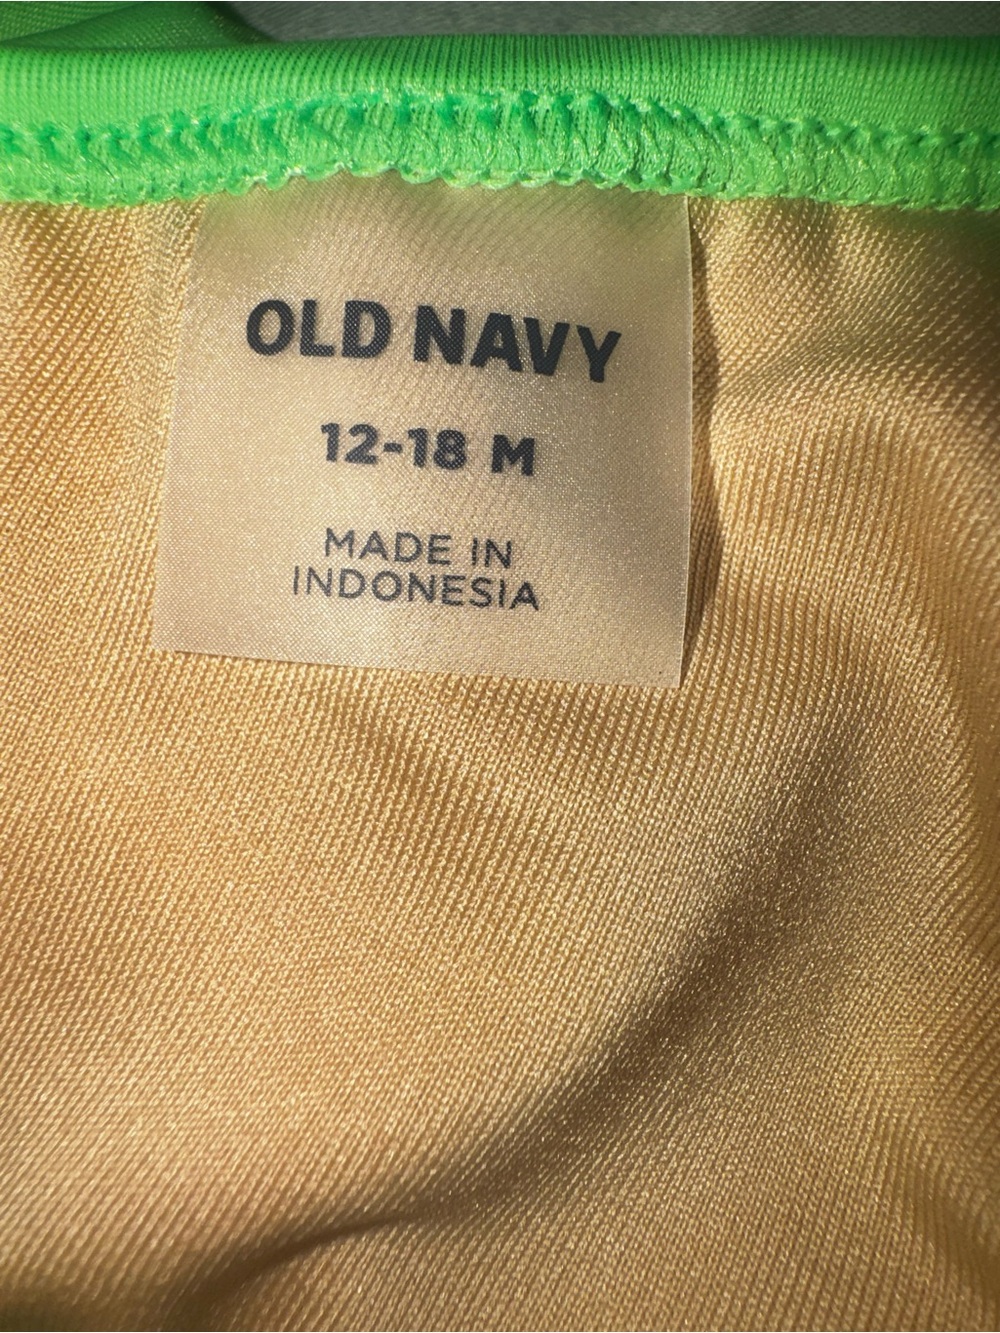 OLD NAVY
12-18 M
MADE IN
INDONESIA